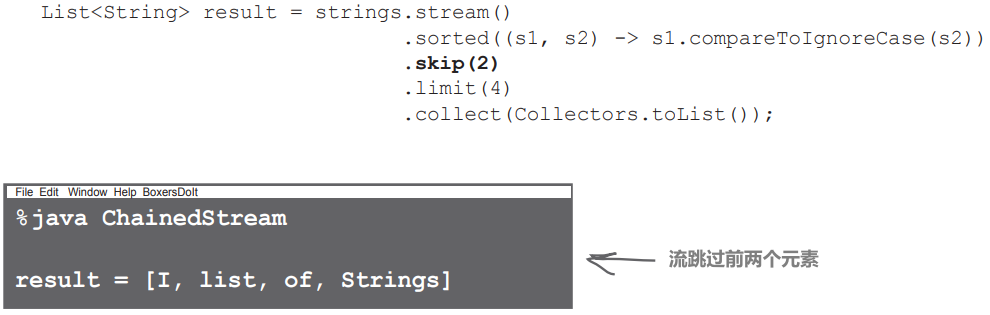 List<String> result = strings.stream()
.sorted((s1, s2) -> s1.compareToIgnoreCase(s2))
.skip(2)
.limit(4)
.collect(Collectors.toList());
File Edit Window Help BoxersDoIt
%java ChainedStream
result = [I, list, of, Strings]
流跳过前两个元素